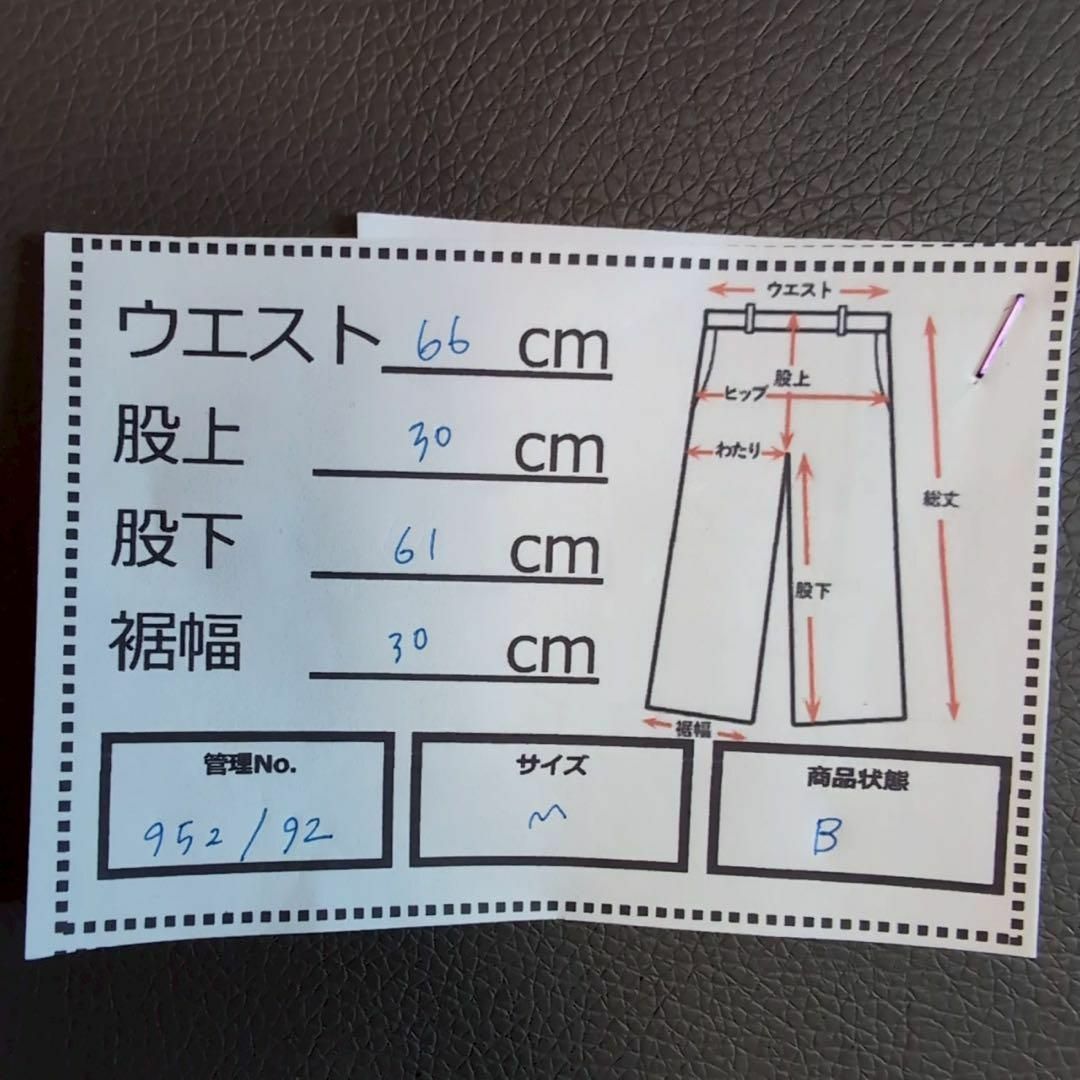 ウエスト 66 cm
股上 30 cm
股下 61 cm
裾幅 30 cm
ウエスト
股上
ヒップ
わたり
総丈
股下
裾幅
管理No.
952/92
サイズ
M
商品状態
B